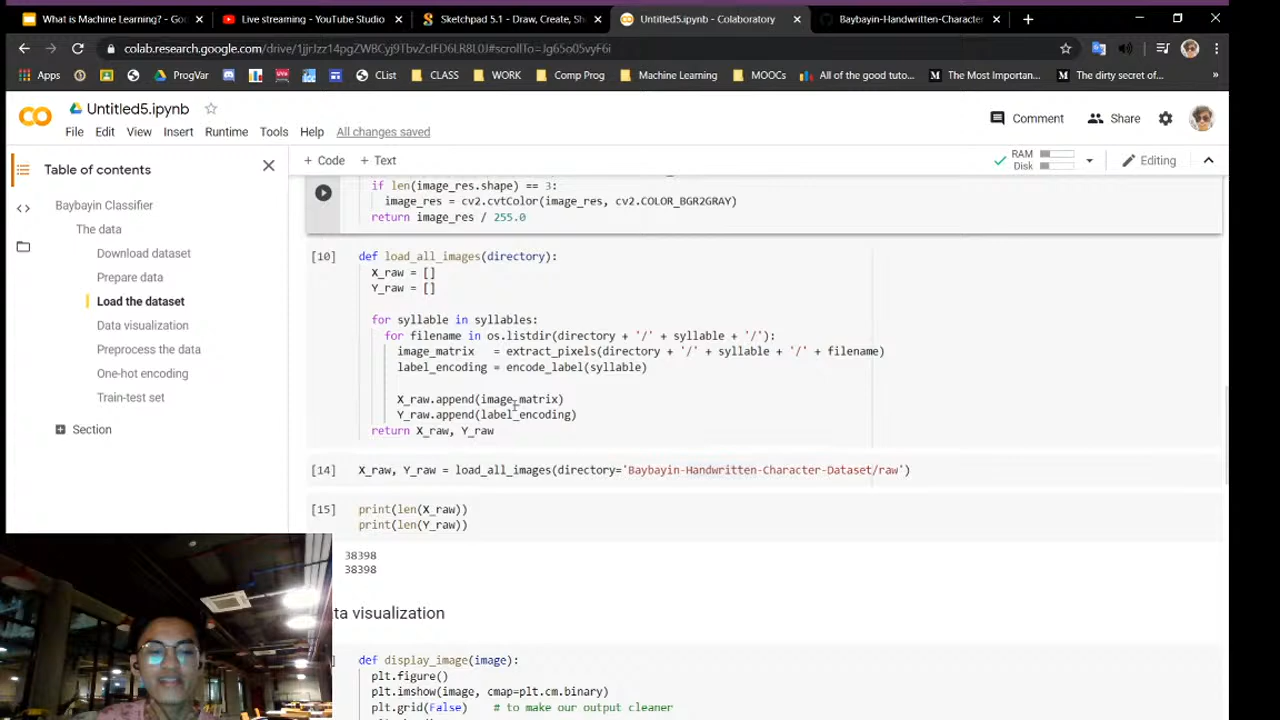 What is Machine Learning? - Goo
Live streaming - YouTube Studio
Sketchpad 5.1 - Draw, Create, Sh
Untitled5.ipynb - Colaboratory
Baybayin-Handwritten-Character
colab.research.google.com/drive/
Apps
ProgVar
CList
CLASS
WORK
Comp Prog
Machine Learning
MOOCs
All of the good tuto...
The Most Importan...
The dirty secret of...
Untitled5.ipynb
File Edit View Insert Runtime Tools Help All changes saved
Comment
Share
+ Code + Text
RAM
Disk
Editing
Table of contents
Baybayin Classifier
The data
Download dataset
Prepare data
Load the dataset
Data visualization
Preprocess the data
One-hot encoding
Train-test set
Section
if len(image_res.shape) == 3:
image_res = cv2.cvtColor(image_res, cv2.COLOR_BGR2GRAY)
return image_res / 255.0
[10] def load_all_images(directory):
X_raw = []
Y_raw = []
for syllable in syllables:
for filename in os.listdir(directory + '/' + syllable + '/'):
image_matrix = extract_pixels(directory + '/' + syllable + '/' + filename)
label_encoding = encode_label(syllable)
X_raw.append(image_matrix)
Y_raw.append(label_encoding)
return X_raw, Y_raw
[14] X_raw, Y_raw = load_all_images(directory='Baybayin-Handwritten-Character-Dataset/raw')
[15] print(len(X_raw))
print(len(Y_raw))
38398
38398
ta visualization
def display_image(image):
plt.figure()
plt.imshow(image, cmap=plt.cm.binary)
plt.grid(False) # to make our output cleaner